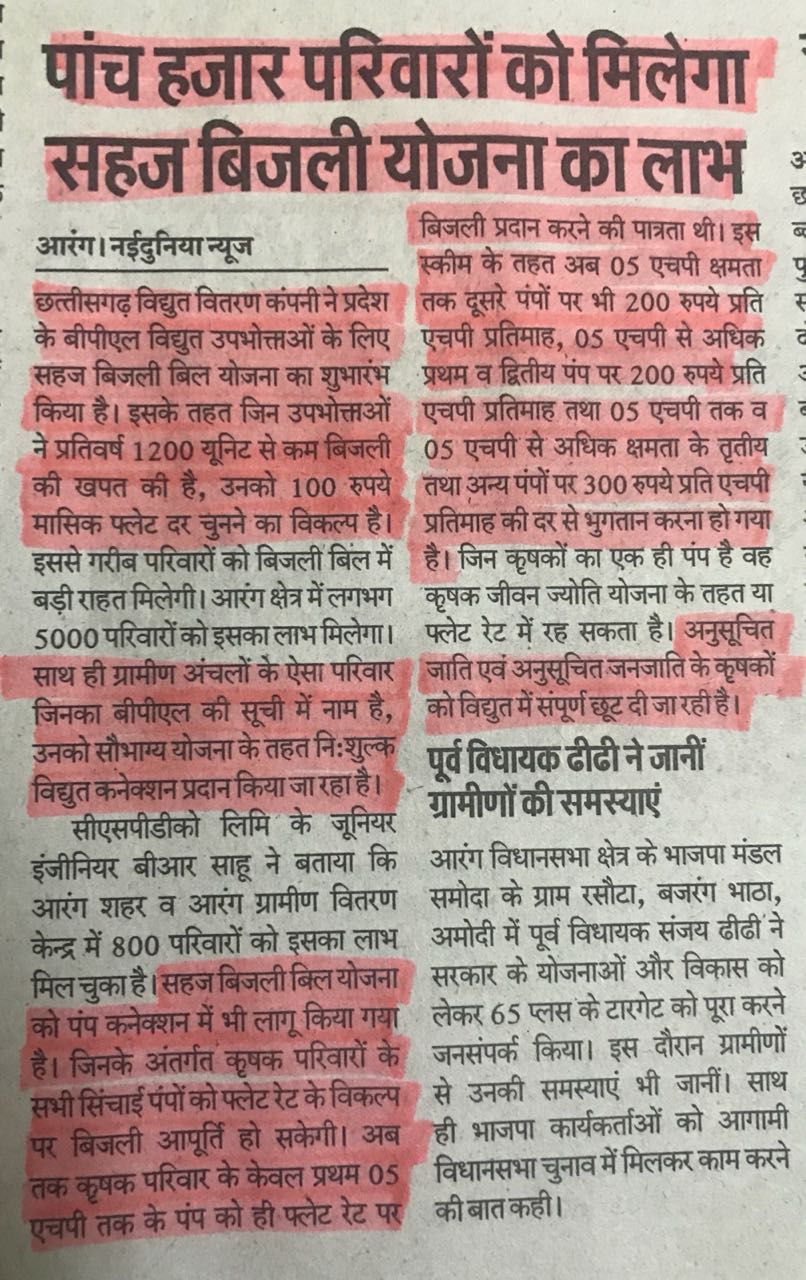 पांच हजार परिवारों को मिलेगा
सहज बिजली योजना का लाभ
आरंग। नईदुनिया न्यूज
छत्तीसगढ़ विद्युत वितरण कंपनी ने प्रदेश
के बीपीएल विद्युत उपभोक्ताओं के लिए
सहज बिजली बिल योजना का शुभारंभ
किया है। इसके तहत जिन उपभोक्ताओं
ने प्रतिवर्ष 1200 यूनिट से कम बिजली
की खपत की है, उनको 100 रुपये
मासिक फ्लेट दर चुनने का विकल्प है।
इससे गरीब परिवारों को बिजली बिल में
बड़ी राहत मिलेगी। आरंग क्षेत्र में लगभग
5000 परिवारों को इसका लाभ मिलेगा।
साथ ही ग्रामीण अंचलों के ऐसा परिवार
जिनका बीपीएल की सूची में नाम है,
उनको सौभाग्य योजना के तहत नि:शुल्क
विद्युत कनेक्शन प्रदान किया जा रहा है।
सीएसपीडीको लिमि के जूनियर
इंजीनियर बीआर साहू ने बताया कि
आरंग शहर व आरंग ग्रामीण वितरण
केन्द्र में 800 परिवारों को इसका लाभ
मिल चुका है। सहज बिजली बिल योजना
को पंप कनेक्शन में भी लागू किया गया
है। जिनके अंतर्गत कृषक परिवारों के
सभी सिंचाई पंपों को फ्लेट रेट के विकल्प
पर बिजली आपूर्ति हो सकेगी। अब
तक कृषक परिवार के केवल प्रथम 05
एचपी तक के पंप को ही फ्लेट रेट पर
बिजली प्रदान करने की पात्रता थी। इस
स्कीम के तहत अब 05 एचपी क्षमता
तक दूसरे पंपों पर भी 200 रुपये प्रति
एचपी प्रतिमाह, 05 एचपी से अधिक
प्रथम व द्वितीय पंप पर 200 रुपये प्रति
एचपी प्रतिमाह तथा 05 एचपी तक व
05 एचपी से अधिक क्षमता के तृतीय
तथा अन्य पंपों पर 300 रुपये प्रति एचपी
प्रतिमाह की दर से भुगतान करना हो गया
है। जिन कृषकों का एक ही पंप है वह
कृषक जीवन ज्योति योजना के तहत या
फ्लेट रेट में रह सकता है। अनुसूचित
जाति एवं अनुसूचित जनजाति के कृषकों
को विद्युत में संपूर्ण छूट दी जा रही है।
पूर्व विधायक ढीढी ने जानीं
ग्रामीणों की समस्याएं
आरंग विधानसभा क्षेत्र के भाजपा मंडल
समोदा के ग्राम रसौटा, बजरंग भाठा,
अमोदी में पूर्व विधायक संजय ढीढी ने
सरकार के योजनाओं और विकास को
लेकर 65 प्लस के टारगेट को पूरा करने
जनसंपर्क किया। इस दौरान ग्रामीणों
से उनकी समस्याएं भी जानीं। साथ
ही भाजपा कार्यकर्ताओं को आगामी
विधानसभा चुनाव में मिलकर काम करने
की बात कही।